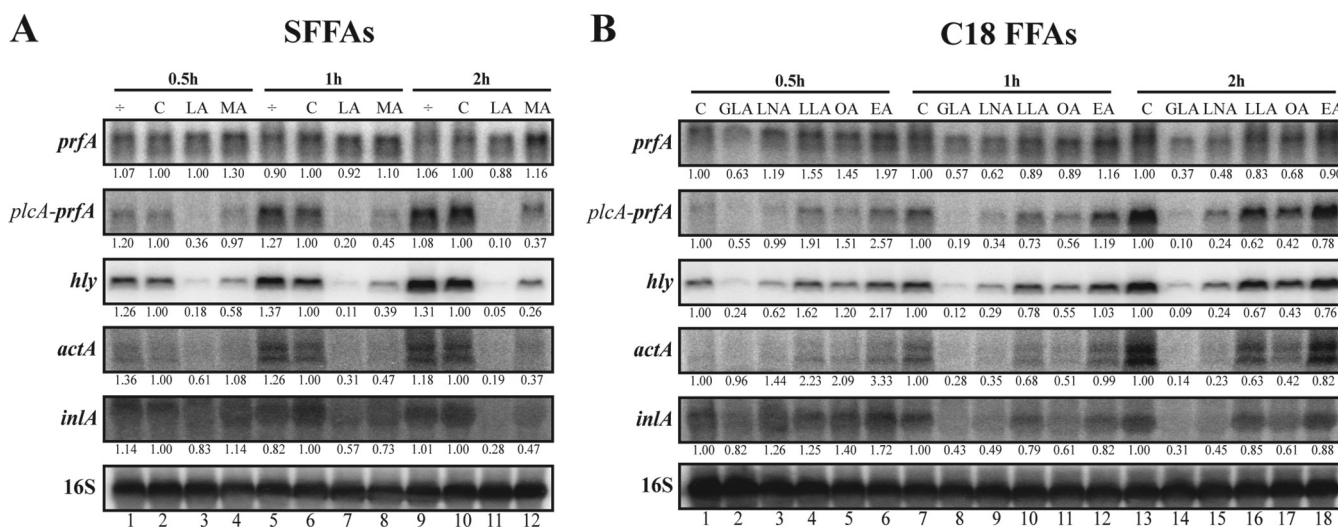 A
SFFAs
0.5h 1h 2h
÷ C LA MA ÷ C LA MA ÷ C LA MA
prfA
1.07 1.00 1.00 1.30 0.90 1.00 0.92 1.10 1.06 1.00 0.88 1.16
plcA-prfA
1.20 1.00 0.36 0.97 1.27 1.00 0.20 0.45 1.08 1.00 0.10 0.37
hly
1.26 1.00 0.18 0.58 1.37 1.00 0.11 0.39 1.31 1.00 0.05 0.26
actA
1.36 1.00 0.61 1.08 1.26 1.00 0.31 0.47 1.18 1.00 0.19 0.37
inlA
1.14 1.00 0.83 1.14 0.82 1.00 0.57 0.73 1.01 1.00 0.28 0.47
16S
1 2 3 4 5 6 7 8 9 10 11 12
B
C18 FFAs
0.5h 1h 2h
C GLA LNA LLA OA EA C GLA LNA LLA OA EA C GLA LNA LLA OA EA
prfA
1.00 0.63 1.19 1.55 1.45 1.97 1.00 0.57 0.62 0.89 0.89 1.16 1.00 0.37 0.48 0.83 0.68 0.90
plcA-prfA
1.00 0.55 0.99 1.91 1.51 2.57 1.00 0.19 0.34 0.73 0.56 1.19 1.00 0.10 0.24 0.62 0.42 0.78
hly
1.00 0.24 0.62 1.62 1.20 2.17 1.00 0.12 0.29 0.78 0.55 1.03 1.00 0.09 0.24 0.67 0.43 0.76
actA
1.00 0.96 1.44 2.23 2.09 3.33 1.00 0.28 0.35 0.68 0.51 0.99 1.00 0.14 0.23 0.63 0.42 0.82
inlA
1.00 0.82 1.26 1.25 1.40 1.72 1.00 0.43 0.49 0.79 0.61 0.82 1.00 0.31 0.45 0.85 0.61 0.88
16S
1 2 3 4 5 6 7 8 9 10 11 12 13 14 15 16 17 18